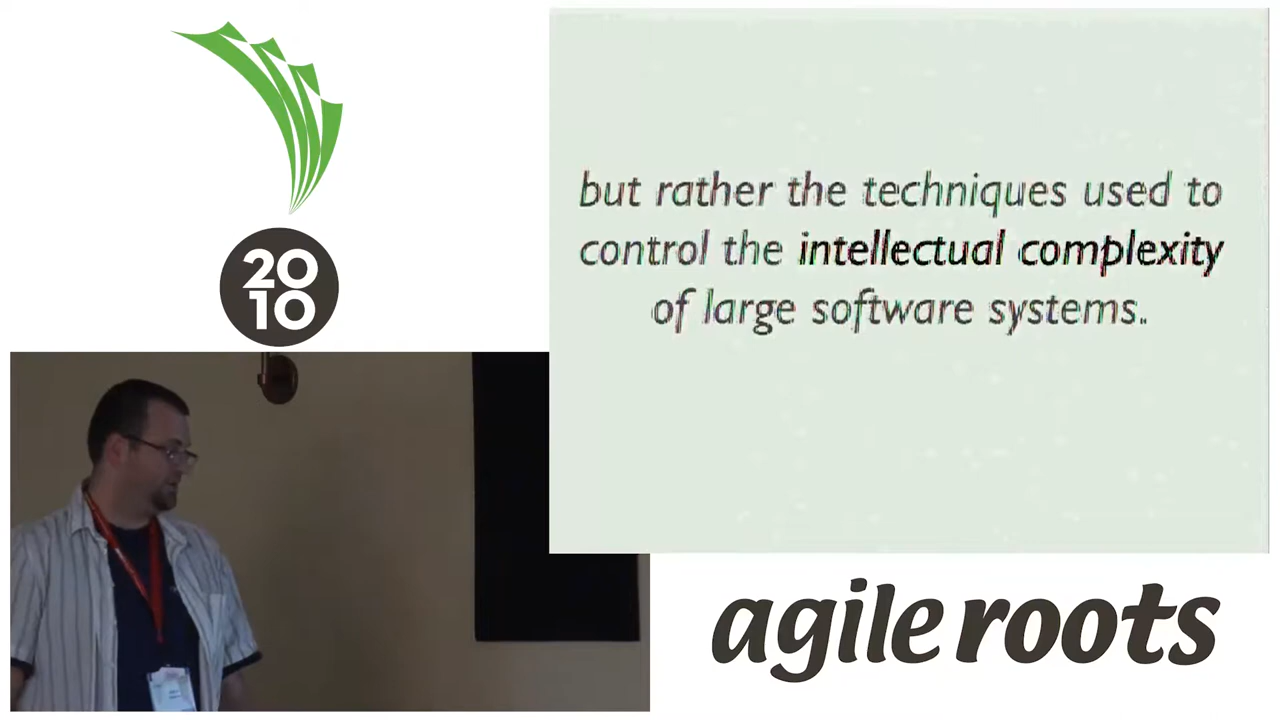 20
10
but rather the techniques used to
control the intellectual complexity
of large software systems.
agile roots